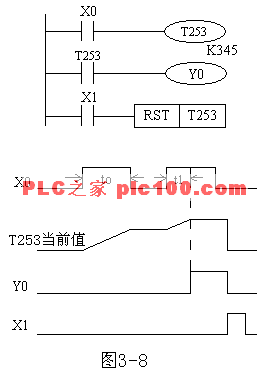 X0
T253
K345
T253
Y0
X1
RST T253
X0
to t1
PLC之家 plc100.com
T253当前值
Y0
X1
图3-8